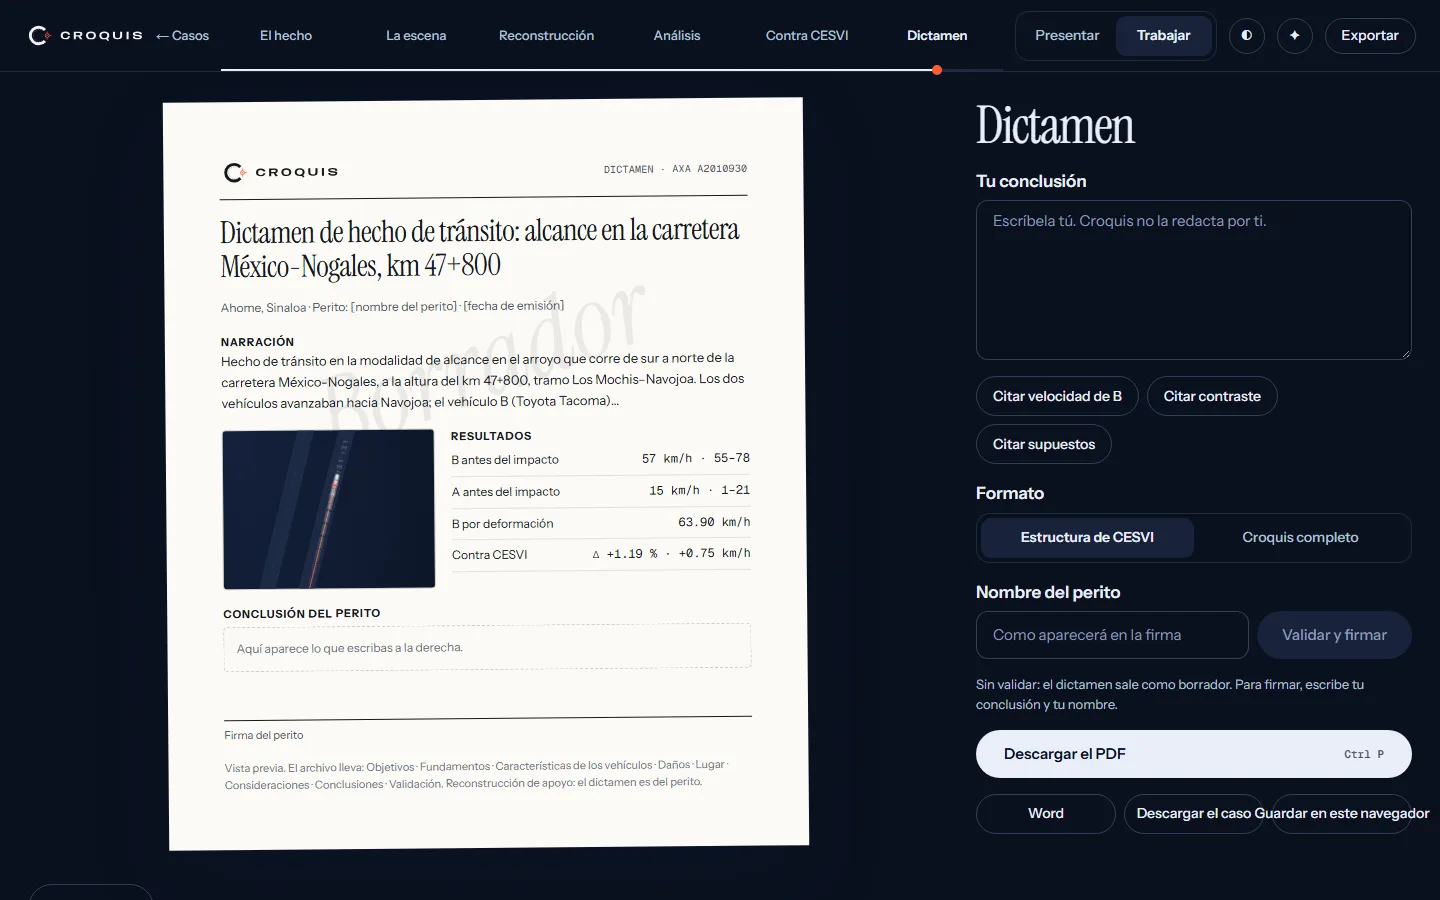 CROQUIS
← Casos
El hecho
La escena
Reconstrucción
Análisis
Contra CESVI
Dictamen
Presentar
Trabajar
Exportar
CROQUIS
DICTAMEN · AXA A2010930
Dictamen de hecho de tránsito: alcance en la carretera
México-Nogales, km 47+800
Ahome, Sinaloa · Perito: [nombre del perito] · [fecha de emisión]
Borrador
NARRACIÓN
Hecho de tránsito en la modalidad de alcance en el arroyo que corre de sur a norte de la
carretera México-Nogales, a la altura del km 47+800, tramo Los Mochis-Navojoa. Los dos
vehículos avanzaban hacia Navojoa; el vehículo B (Toyota Tacoma)...
RESULTADOS
B antes del impacto 57 km/h · 55–78
A antes del impacto 15 km/h · 1–21
B por deformación 63.90 km/h
Contra CESVI Δ +1.19 % · +0.75 km/h
CONCLUSIÓN DEL PERITO
Aquí aparece lo que escribas a la derecha.
Firma del perito
Vista previa. El archivo lleva: Objetivos · Fundamentos · Características de los vehículos · Daños · Lugar ·
Consideraciones · Conclusiones · Validación. Reconstrucción de apoyo: el dictamen es del perito.
Dictamen
Tu conclusión
Escríbela tú. Croquis no la redacta por ti.
Citar velocidad de B
Citar contraste
Citar supuestos
Formato
Estructura de CESVI
Croquis completo
Nombre del perito
Como aparecerá en la firma
Validar y firmar
Sin validar: el dictamen sale como borrador. Para firmar, escribe tu
conclusión y tu nombre.
Descargar el PDF Ctrl P
Word
Descargar el caso
Guardar en este navegador